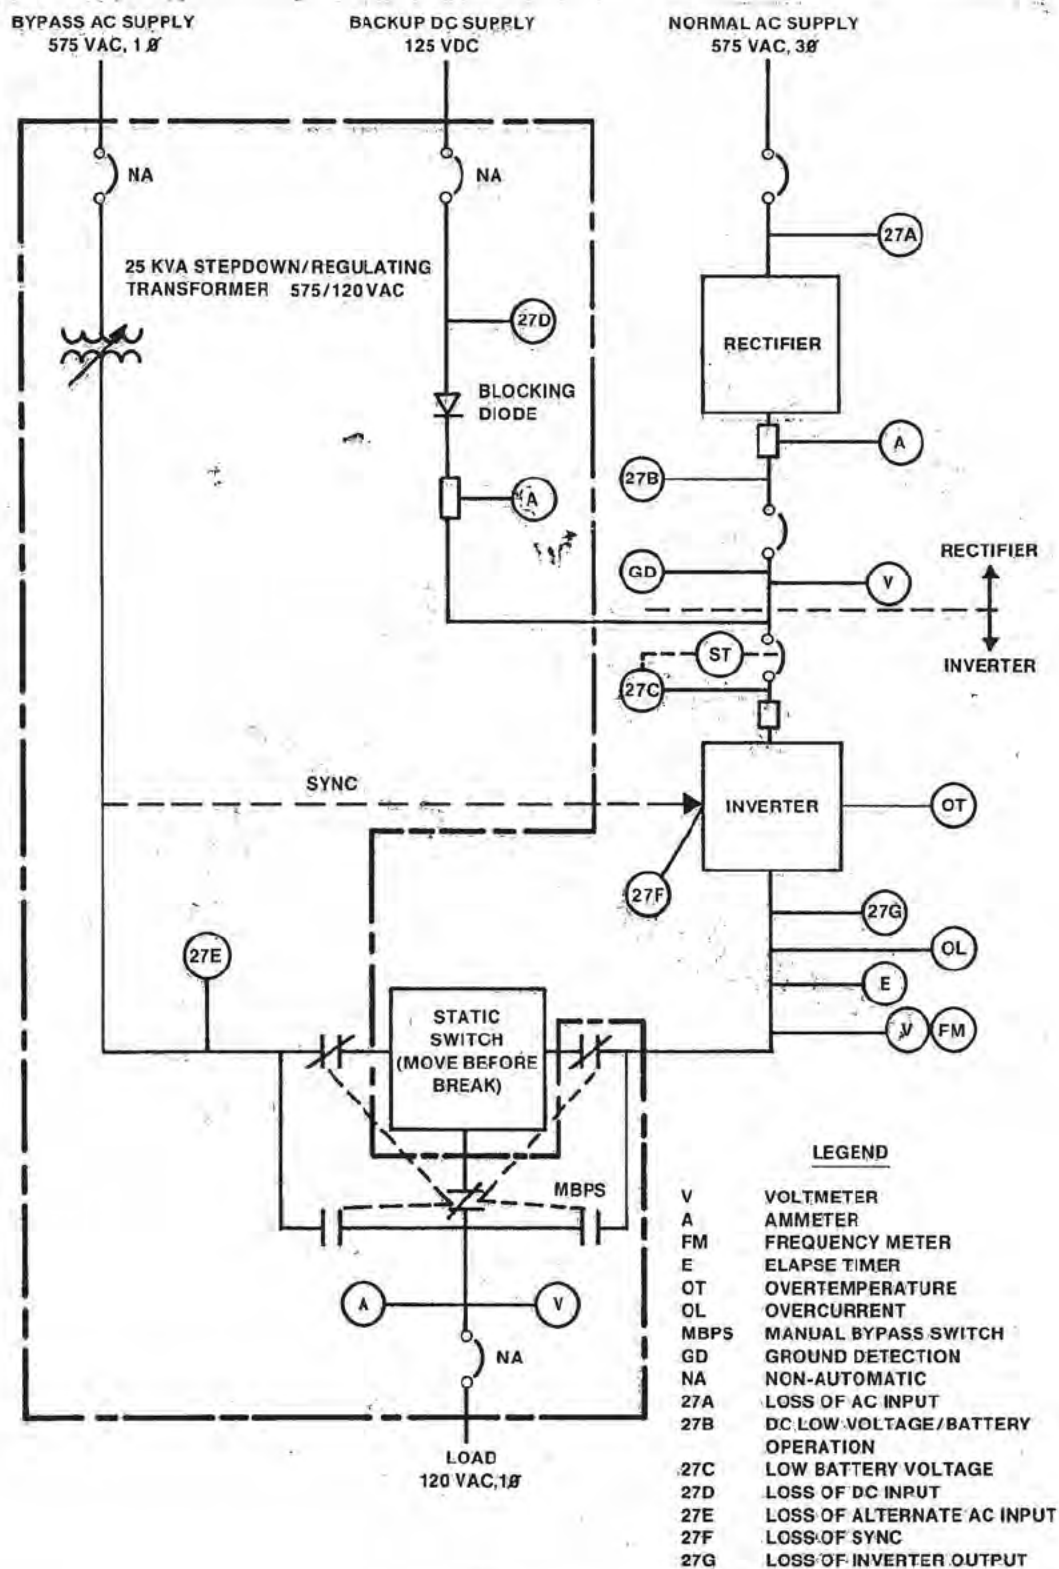 BYPASS AC SUPPLY
575 VAC, 1Ø
BACKUP DC SUPPLY
125 VDC
NORMAL AC SUPPLY
575 VAC, 3Ø
NA
NA
27A
25 KVA STEPDOWN/REGULATING
TRANSFORMER 575/120 VAC
27D
RECTIFIER
BLOCKING
DIODE
A
27B
A
RECTIFIER
GD
V
ST
INVERTER
27C
SYNC
INVERTER
OT
27F
27G
27E
OL
E
STATIC
SWITCH
(MOVE BEFORE
BREAK)
V
FM
MBPS
A
V
NA
LOAD
120 VAC,1Ø
LEGEND
V VOLTMETER
A AMMETER
FM FREQUENCY METER
E ELAPSE TIMER
OT OVERTEMPERATURE
OL OVERCURRENT
MBPS MANUAL BYPASS SWITCH
GD GROUND DETECTION
NA NON-AUTOMATIC
27A LOSS OF AC INPUT
27B DC LOW VOLTAGE/BATTERY
OPERATION
27C LOW BATTERY VOLTAGE
27D LOSS OF DC INPUT
27E LOSS OF ALTERNATE AC INPUT
27F LOSS OF SYNC
27G LOSS OF INVERTER OUTPUT